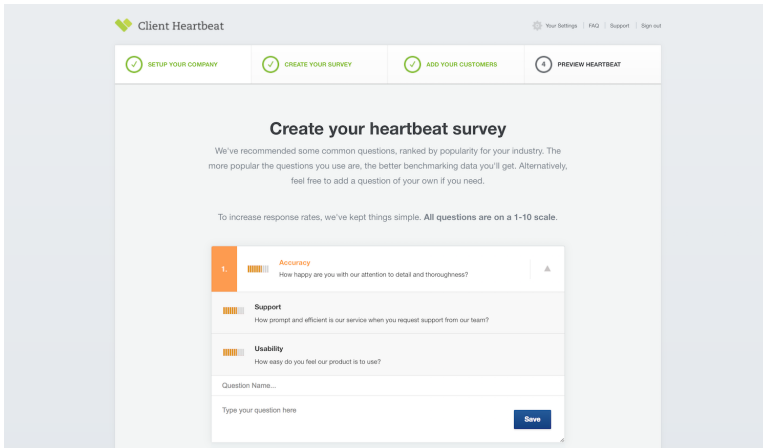 Client Heartbeat
Your Settings FAQ Support Sign out
SETUP YOUR COMPANY CREATE YOUR SURVEY ADD YOUR CUSTOMERS 4 PREVIEW HEARTBEAT
Create your heartbeat survey
We've recommended some common questions, ranked by popularity for your industry. The
more popular the questions you use are, the better benchmarking data you'll get. Alternatively,
feel free to add a question of your own if you need.
To increase response rates, we've kept things simple. All questions are on a 1-10 scale.
1. Accuracy
How happy are you with our attention to detail and thoroughness?
Support
How prompt and efficient is our service when you request support from our team?
Usability
How easy do you feel our product is to use?
Question Name...
Type your question here
Save